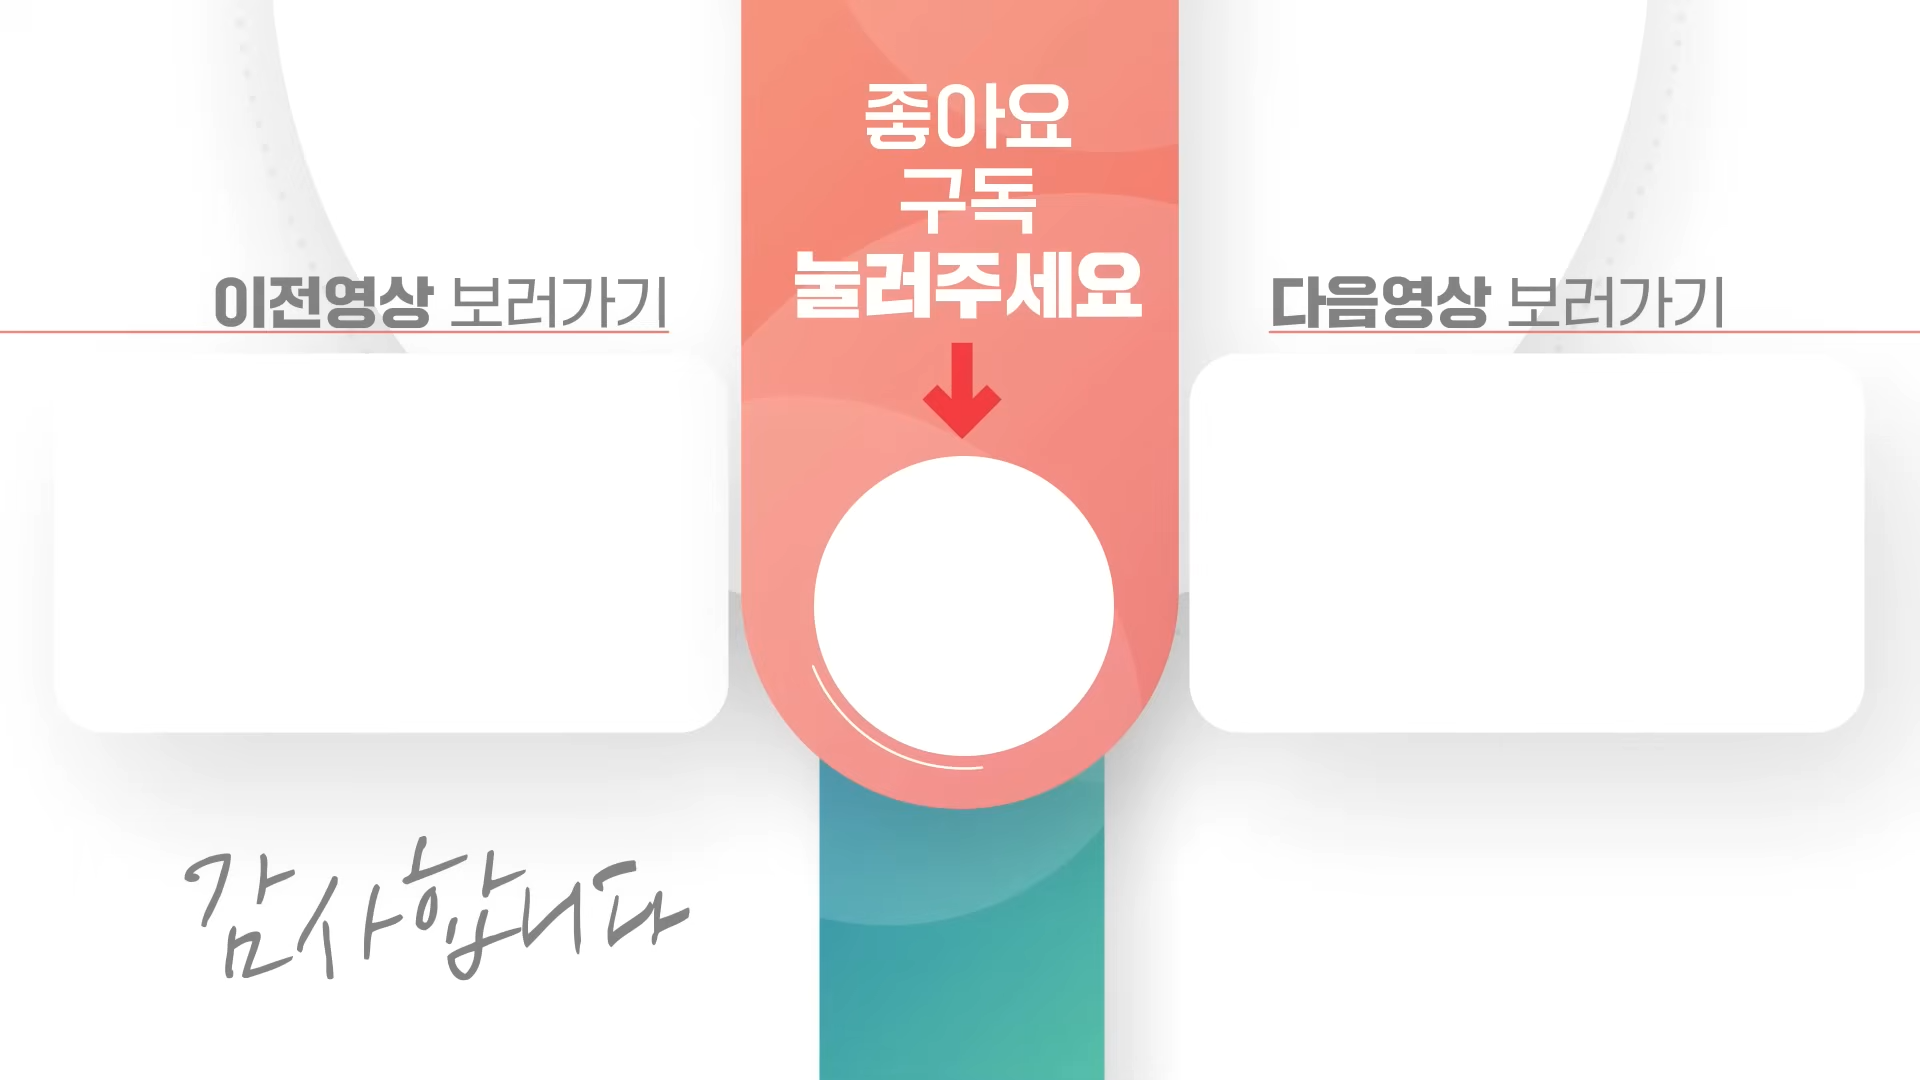 좋아요
구독
눌러주세요
이전영상 보러가기
다음영상 보러가기
감사합니다